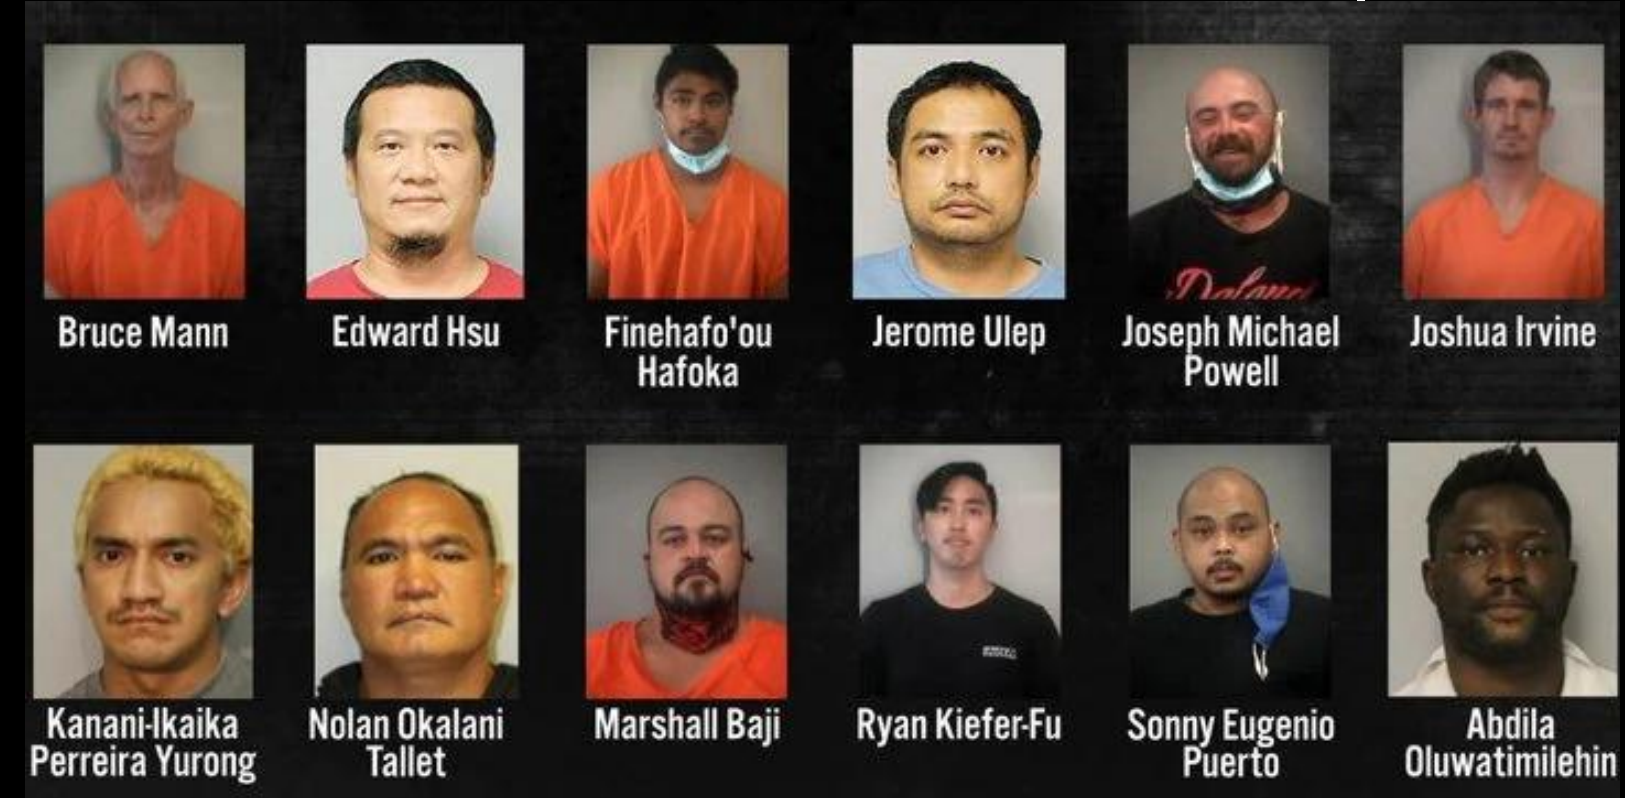 Bruce Mann
Edward Hsu
Finehafo'ou
Hafoka
Jerome Ulep
Joseph Michael
Powell
Joshua Irvine
Kanani-Ikaika
Perreira Yurong
Nolan Okalani
Tallet
Marshall Baji
Ryan Kiefer-Fu
Sonny Eugenio
Puerto
Abdila
Oluwatimilehin